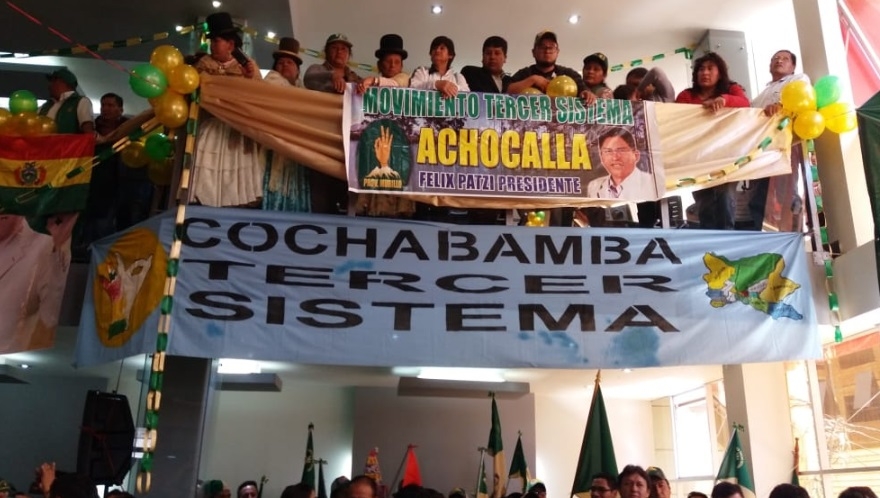 MOVIMIENTO TERCER SISTEMA
ACHOCALLA
FELIX PATZI PRESIDENTE
COCHABAMBA
TERCER
SISTEMA